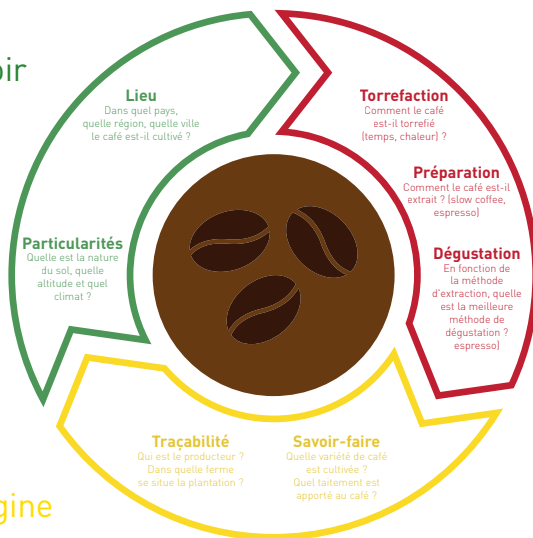 oir
Lieu
Dans quel pays,
quelle région, quelle ville
le café est-il cultivé ?
Particularités
Quelle est la nature
du sol, quelle
altitude et quel
climat ?
Torrefaction
Comment le café
est-il torrefié
(temps, chaleur) ?
Préparation
Comment le café est-il
extrait ? (slow coffee,
espresso)
Dégustation
En fonction de
la méthode
d'extraction, quelle
est la meilleure
méthode de
dégustation ?
espresso)
Traçabilité
Qui est le producteur ?
Dans quelle ferme
se situe la plantation ?
Savoir-faire
Quelle variété de café
est cultivée ?
Quel taitement est
apporté au café ?
gine